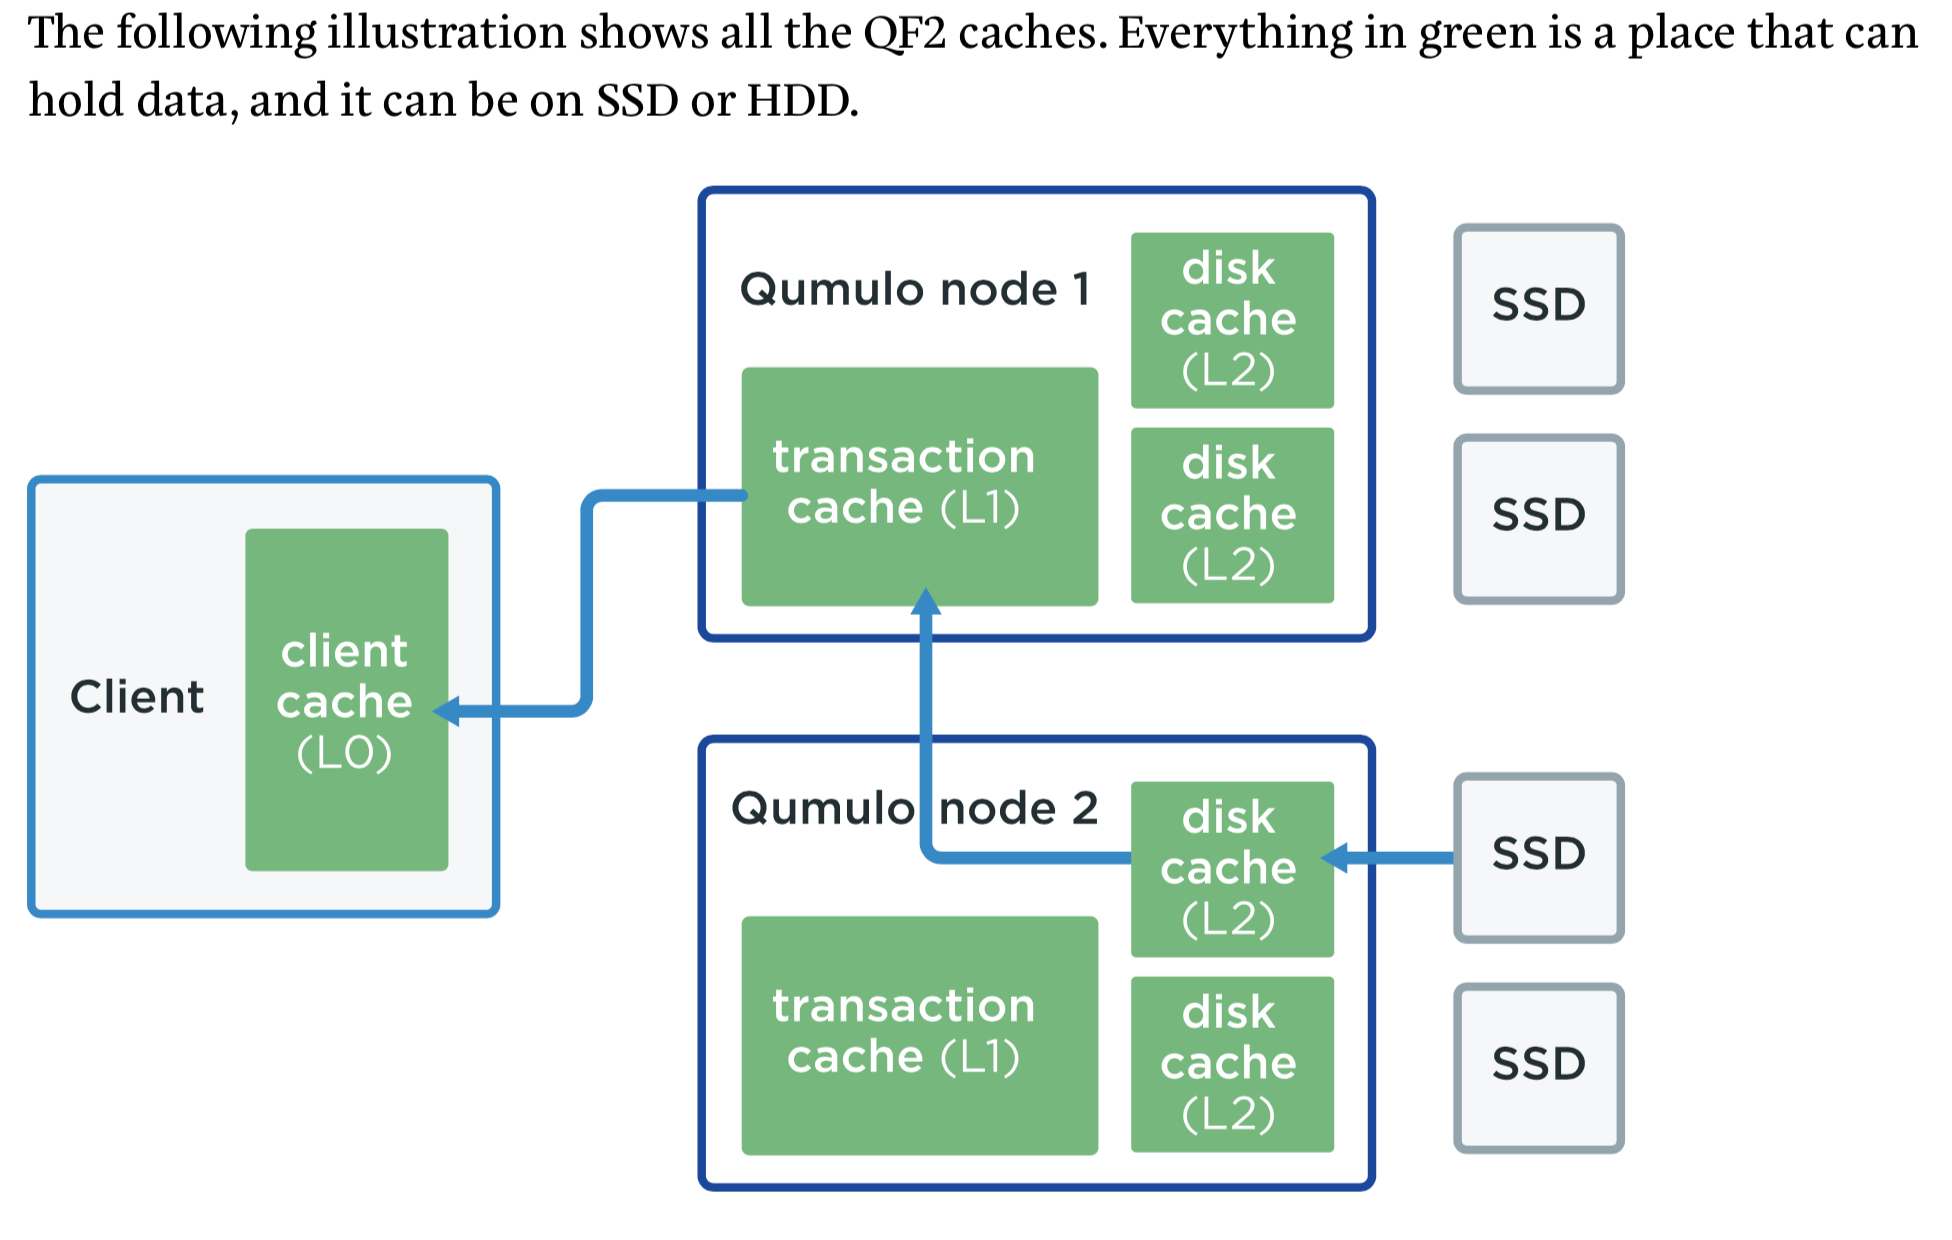 The following illustration shows all the QF2 caches. Everything in green is a place that can
hold data, and it can be on SSD or HDD.
Qumulo node 1
disk
cache
(L2)
SSD
transaction
cache (L1)
disk
cache
(L2)
SSD
Client
client
cache
(L0)
Qumulo node 2
disk
cache
(L2)
SSD
transaction
cache (L1)
disk
cache
(L2)
SSD